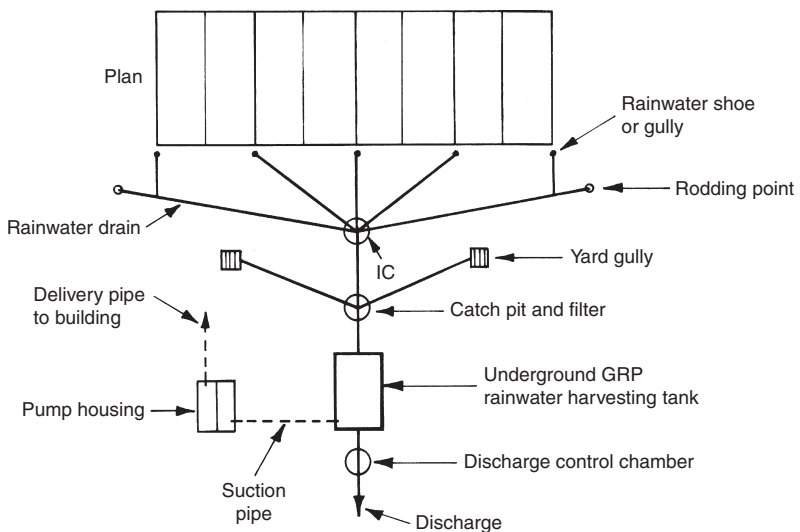 Plan
Rainwater shoe
or gully
Rodding point
Rainwater drain
IC
Yard gully
Delivery pipe
to building
Catch pit and filter
Underground GRP
rainwater harvesting tank
Pump housing
Discharge control chamber
Suction
pipe
Discharge